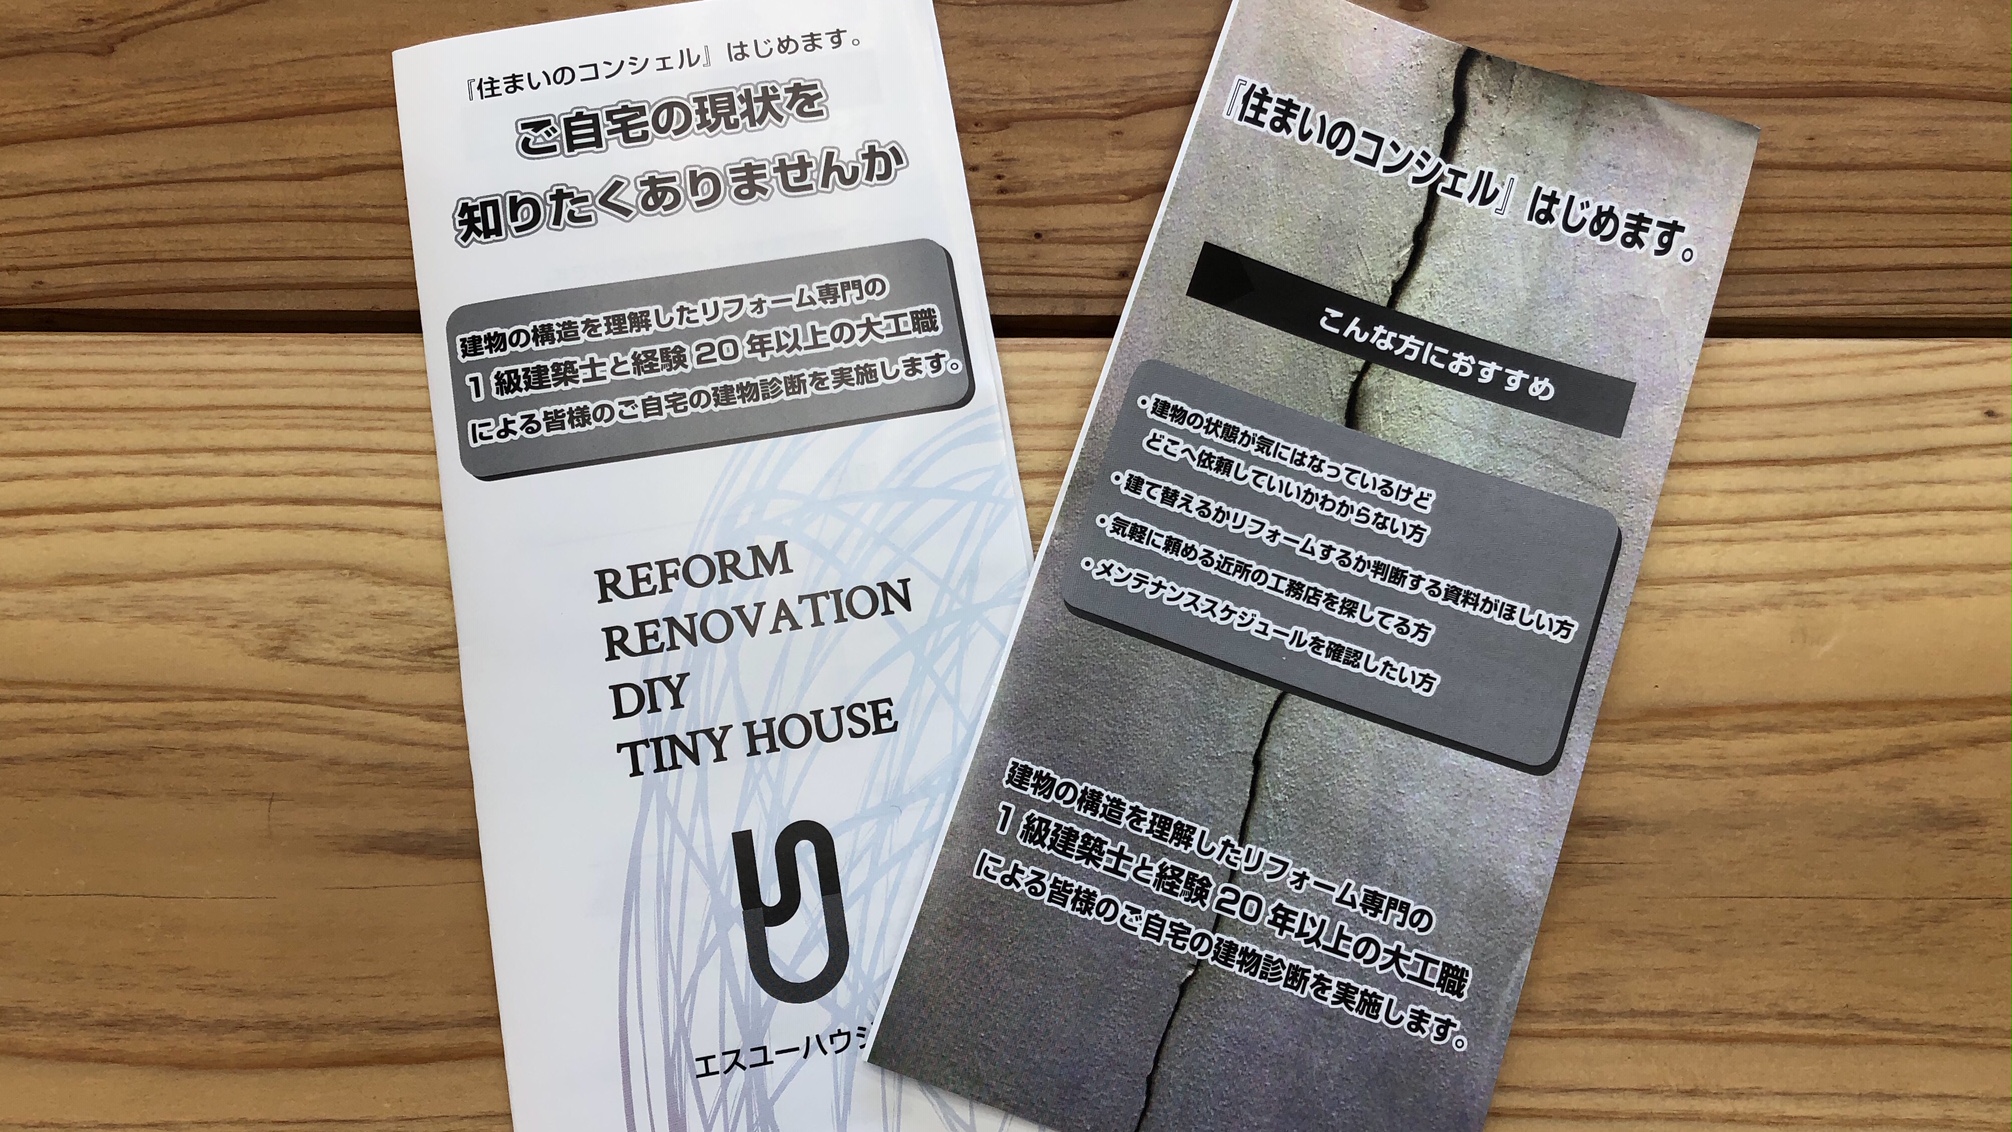 『住まいのコンシェル』はじめます。
ご自宅の現状を
知りたくありませんか
建物の構造を理解したリフォーム専門の
1級建築士と経験20年以上の大工職
による皆様のご自宅の建物診断を実施します。
REFORM
RENOVATION
DIY
TINY HOUSE
エスユーハウジ
『住まいのコンシェル』はじめます。
こんな方におすすめ
・建物の状態が気にはなっているけど
どこへ依頼していいかわからない方
・建て替えるかリフォームするか判断する資料がほしい方
・気軽に頼める近所の工務店を探してる方
・メンテナンススケジュールを確認したい方
建物の構造を理解したリフォーム専門の
1級建築士と経験20年以上の大工職
による皆様のご自宅の建物診断を実施します。